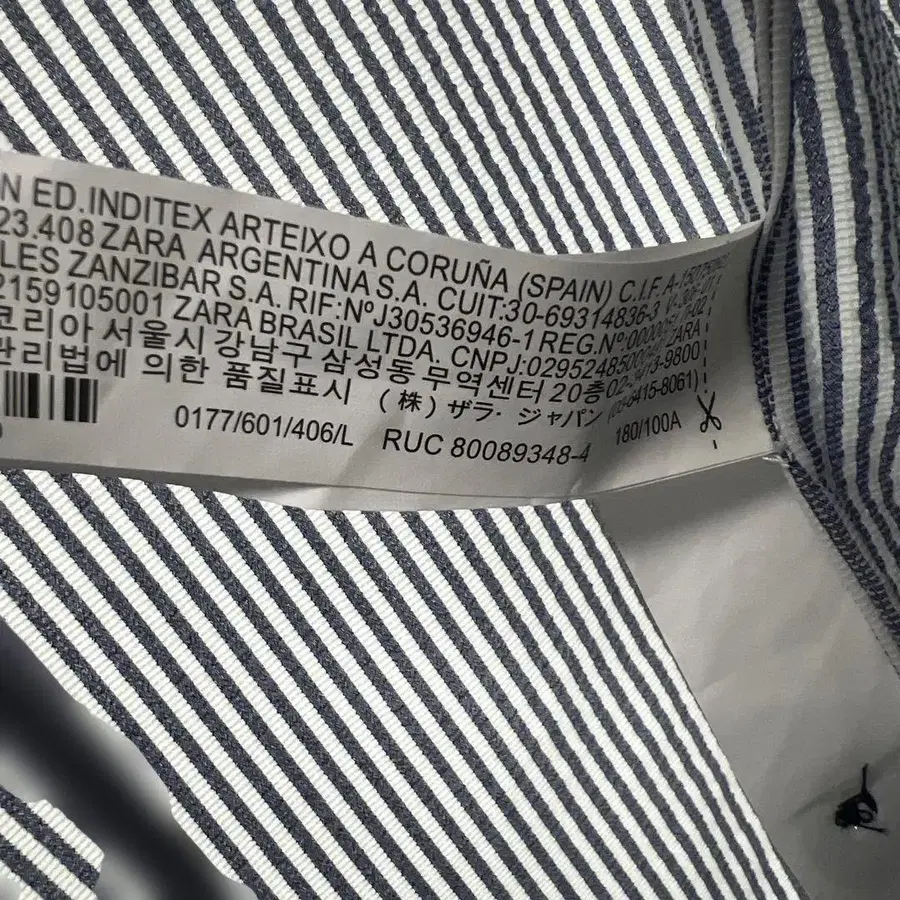 N ED.INDITEX ARTEIXO A CORUÑA (SPAIN) C.I.F.
23.408 ZARA ARGENTINA S.A. CUIT:30-69314836-3
LES ZANZIBAR S.A. RIF:NºJ30536946-1 REG.Nº
2159105001 ZARA BRASIL LTDA. CNPJ: ZARA
코리아 서울시 강남구 삼성동 무역센터 20층
관리법에 의한 품질표시 (株) ザラ・ジャパン
0177/601/406/L RUC 80089348-4 180/100A